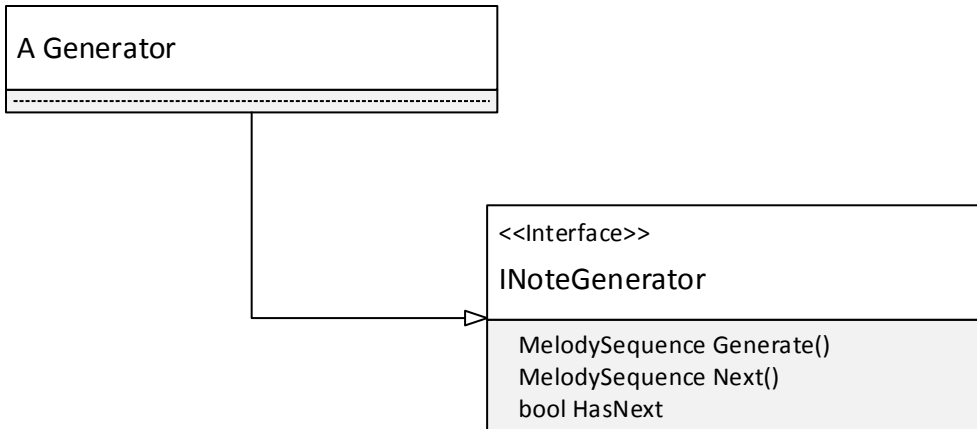 A Generator
<<Interface>>
INoteGenerator
MelodySequence Generate()
MelodySequence Next()
bool HasNext